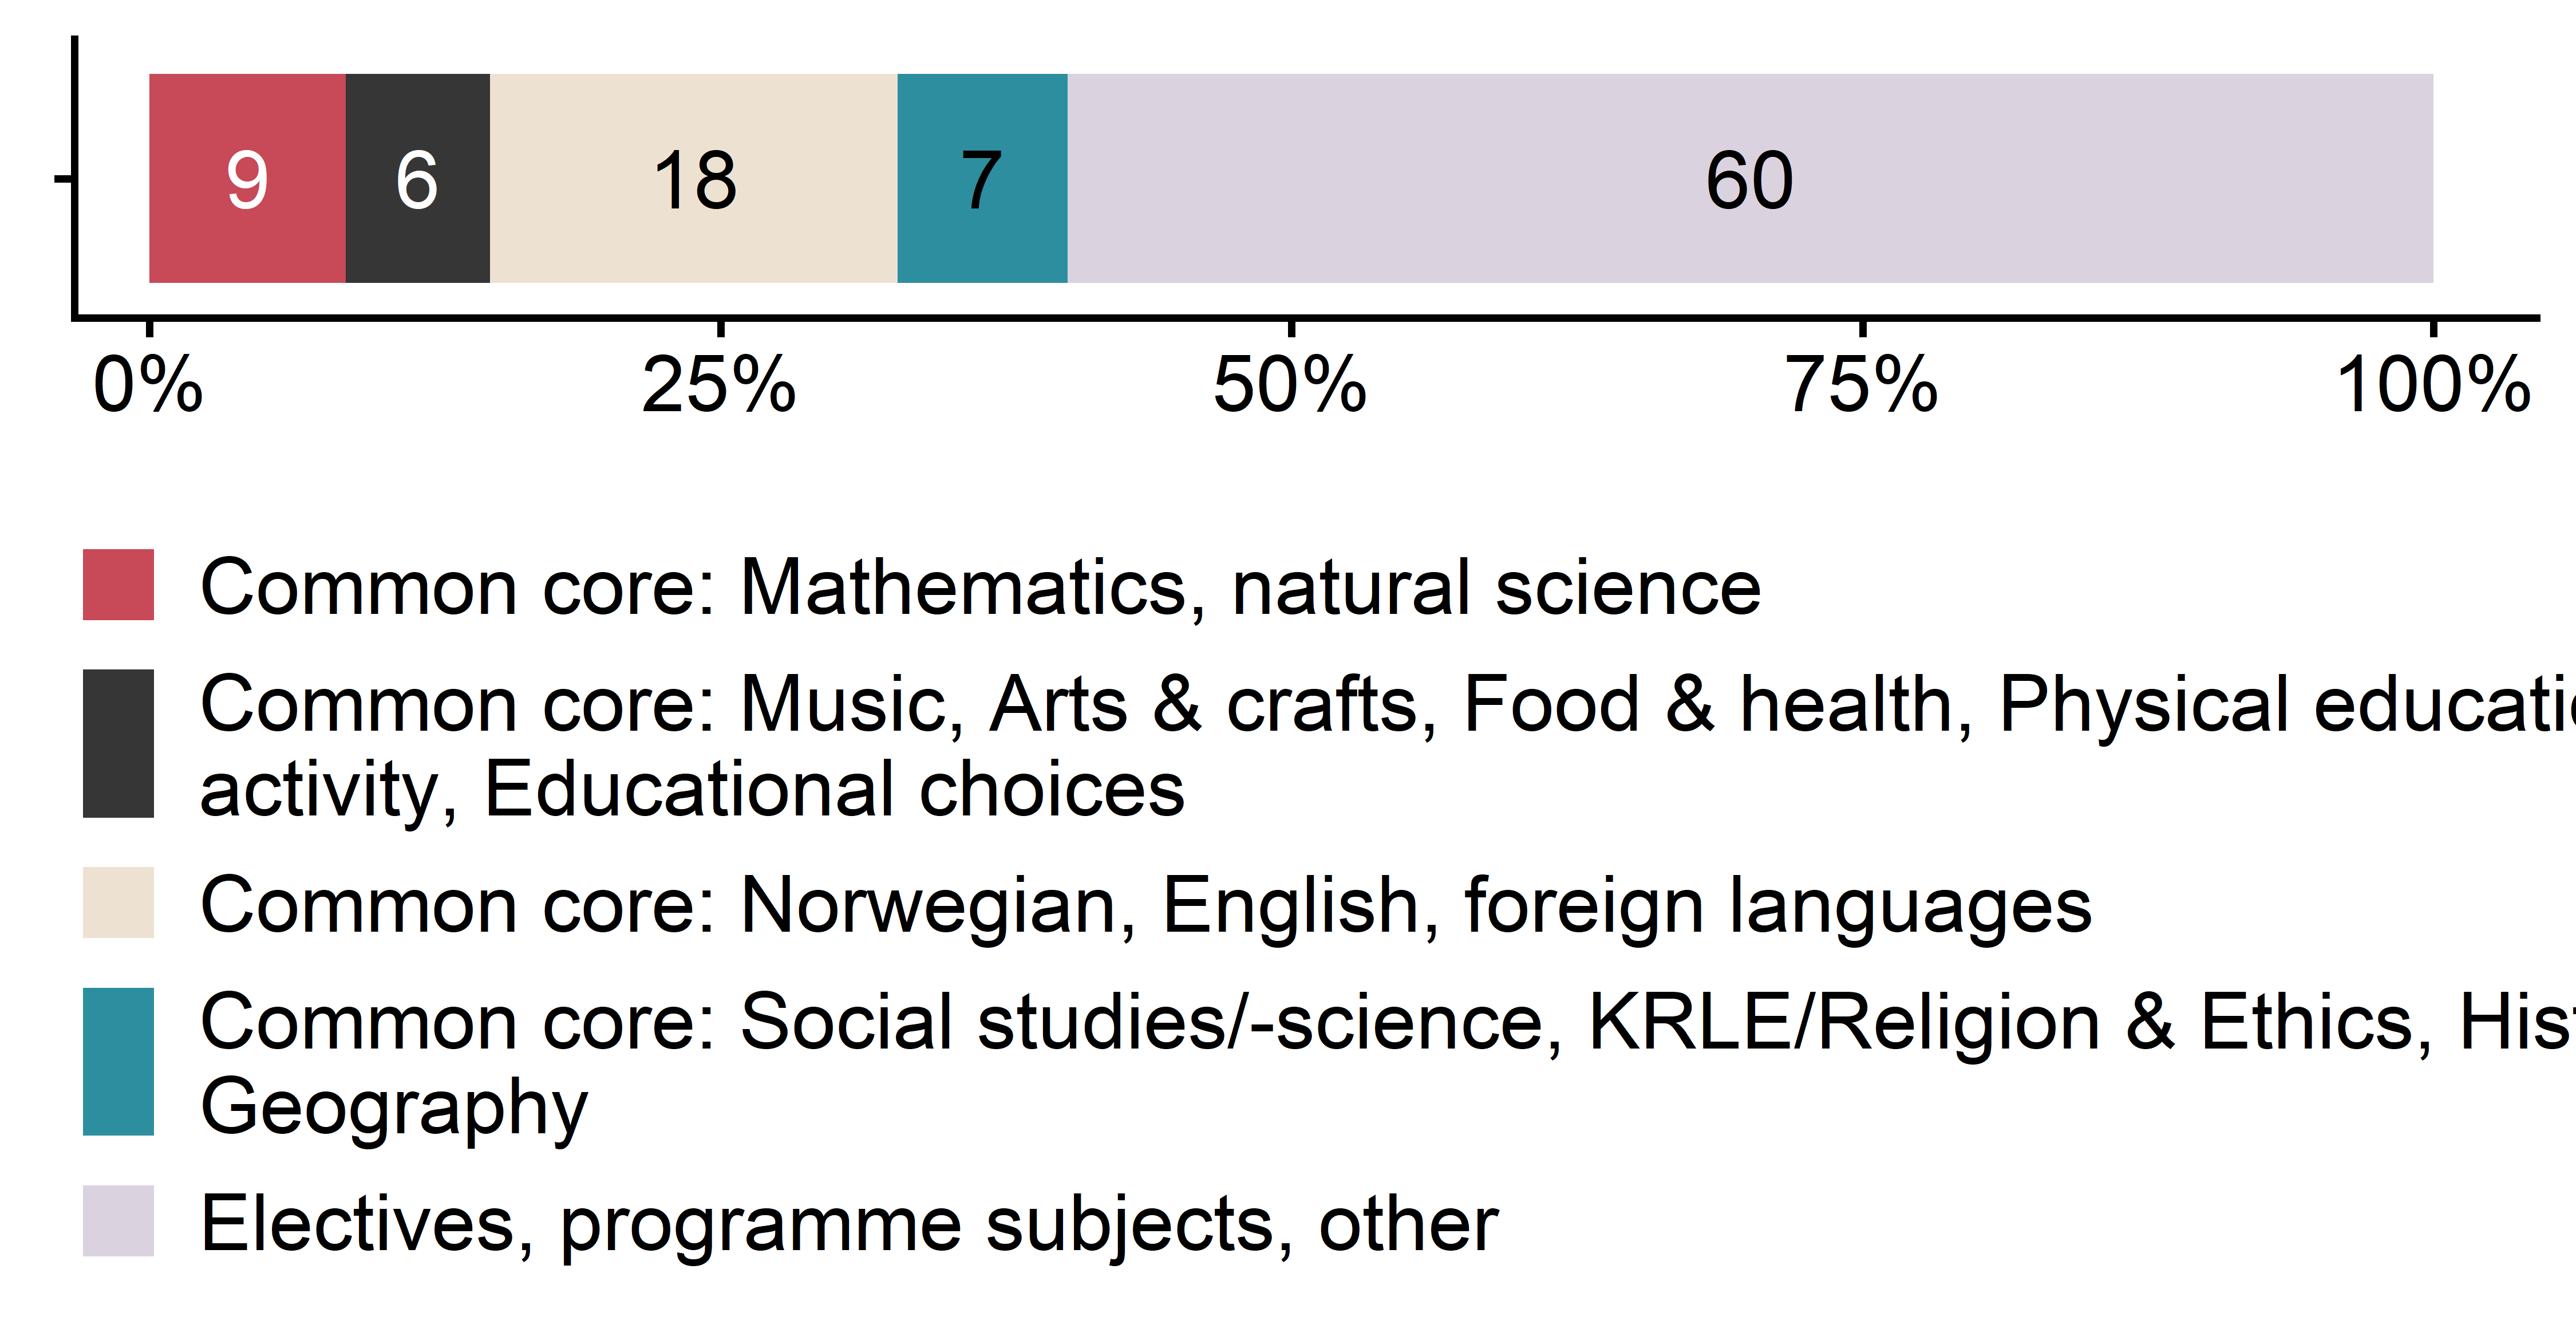 9 6 18 7 60
0% 25% 50% 75% 100%
Common core: Mathematics, natural science
Common core: Music, Arts & crafts, Food & health, Physical
activity, Educational choices
Common core: Norwegian, English, foreign languages
Common core: Social studies/-science, KRLE/Religion & Ethics,
Geography
Electives, programme subjects, other